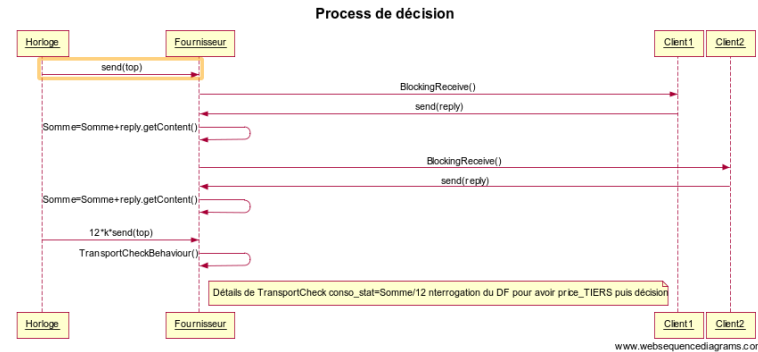 Process de décision
Horloge Fournisseur Client1 Client2
send(top)
BlockingReceive()
send(reply)
Somme=Somme+reply.getContent()
BlockingReceive()
send(reply)
Somme=Somme+reply.getContent()
12*k*send(top)
TransportCheckBehaviour()
Détails de TransportCheck conso_stat=Somme/12 nterrogation du DF pour avoir price_TIERS puis décision
Horloge Fournisseur Client1 Client2
www.websequencediagrams.cor